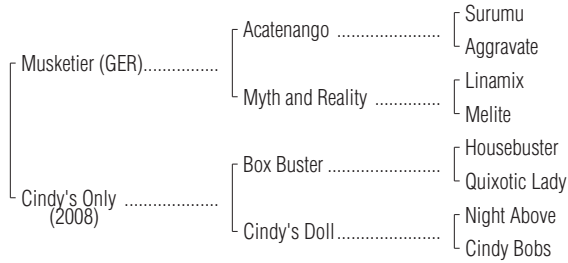 Surumu
Acatenango ......................
Aggravate
Musketier (GER)................
Linamix
Myth and Reality ..............
Melite
Housebuster
Box Buster ........................
Quixotic Lady
Cindy's Only ....................
(2008)
Night Above
Cindy's Doll......................
Cindy Bobs